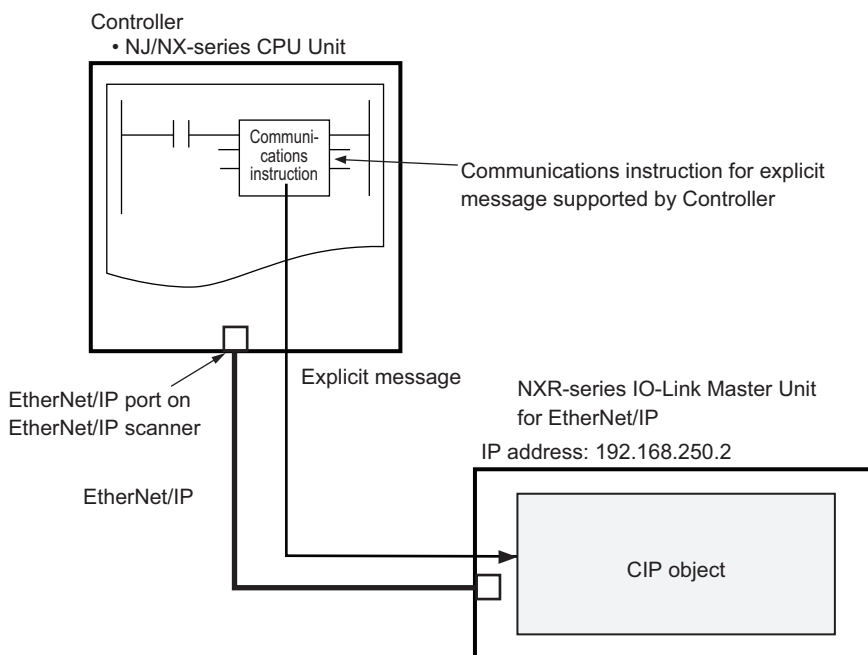 Controller
• NJ/NX-series CPU Unit
Communi-
cations
instruction
Communications instruction for explicit
message supported by Controller
EtherNet/IP port on
EtherNet/IP scanner
Explicit message
NXR-series IO-Link Master Unit
for EtherNet/IP
IP address: 192.168.250.2
EtherNet/IP
CIP object